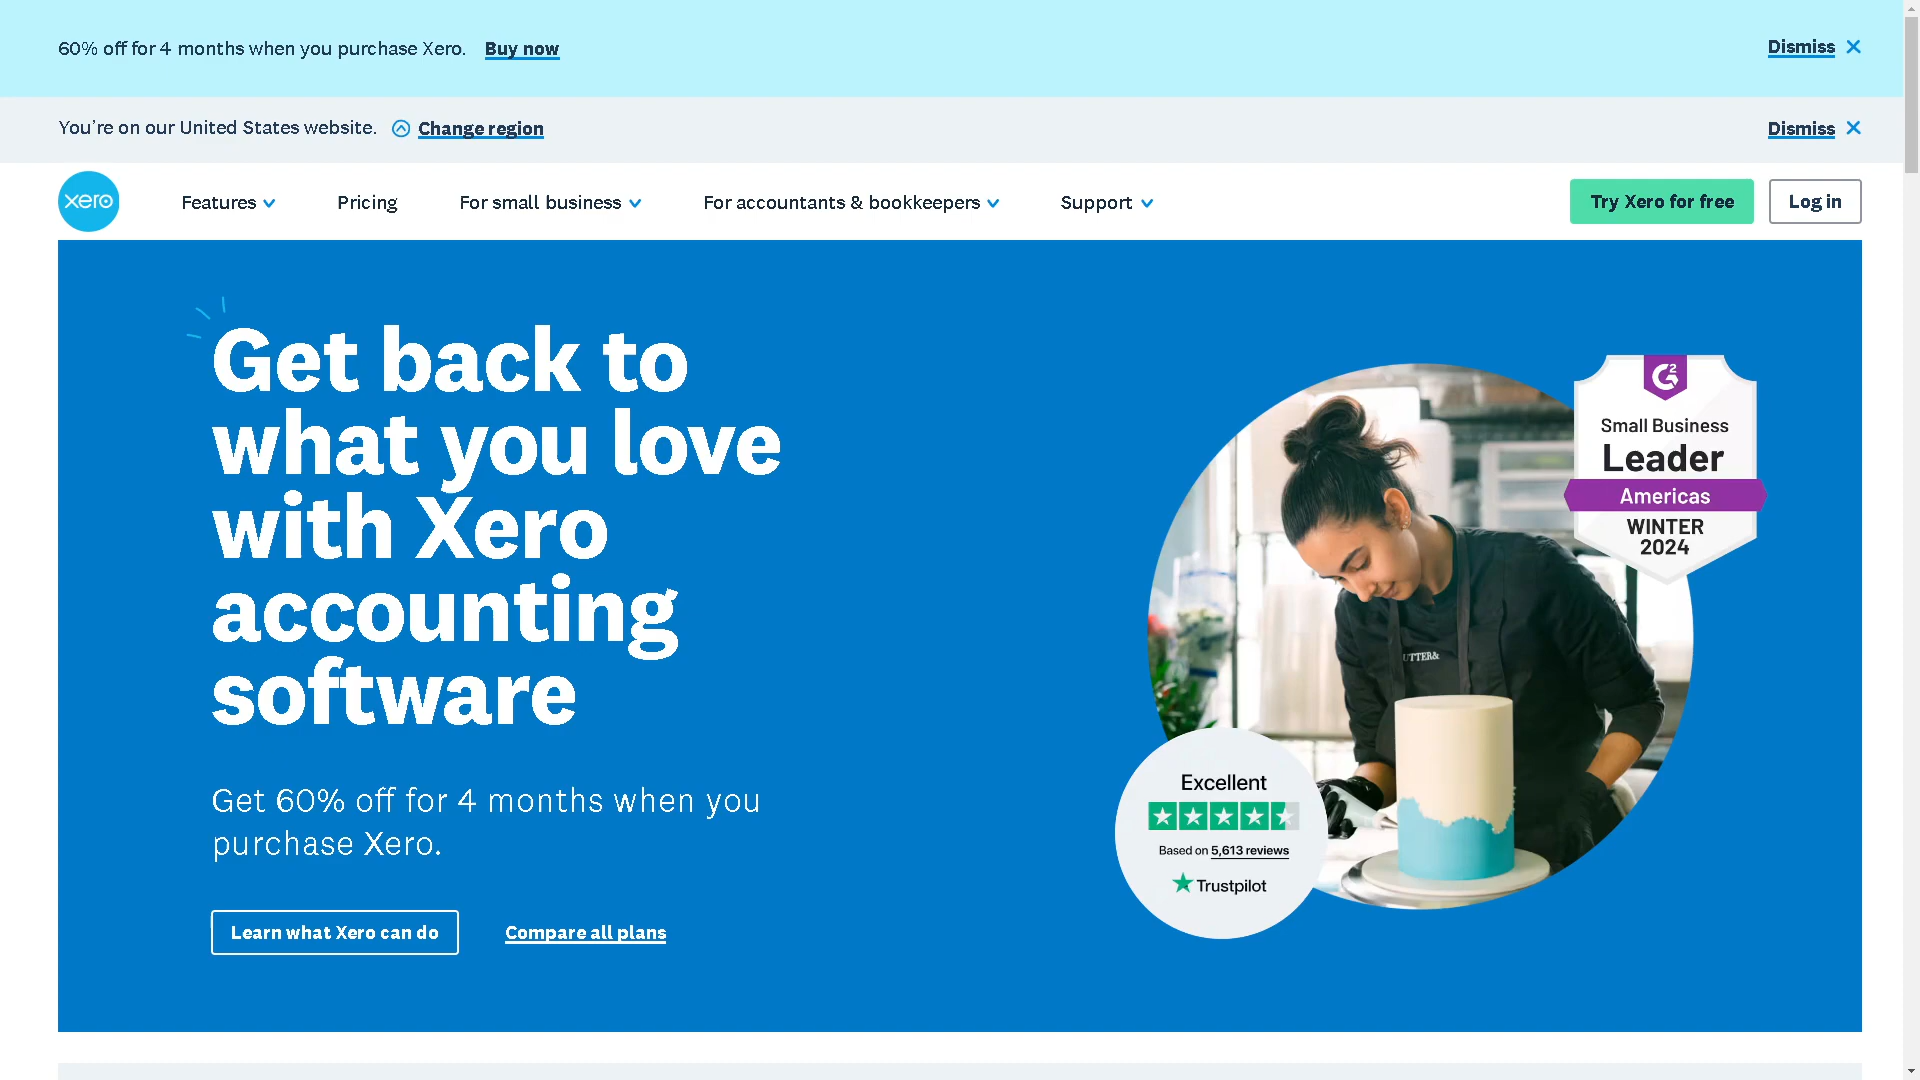 60% off for 4 months when you purchase Xero. Buy now
Dismiss
You're on our United States website. Change region
Dismiss
xero
Features
Pricing
For small business
For accountants & bookkeepers
Support
Try Xero for free
Log in
Get back to
what you love
with Xero
accounting
software
Get 60% off for 4 months when you
purchase Xero.
Learn what Xero can do
Compare all plans
G2
Small Business
Leader
Americas
WINTER
2024
UTTER&
Excellent
Based on 5,613 reviews
Trustpilot